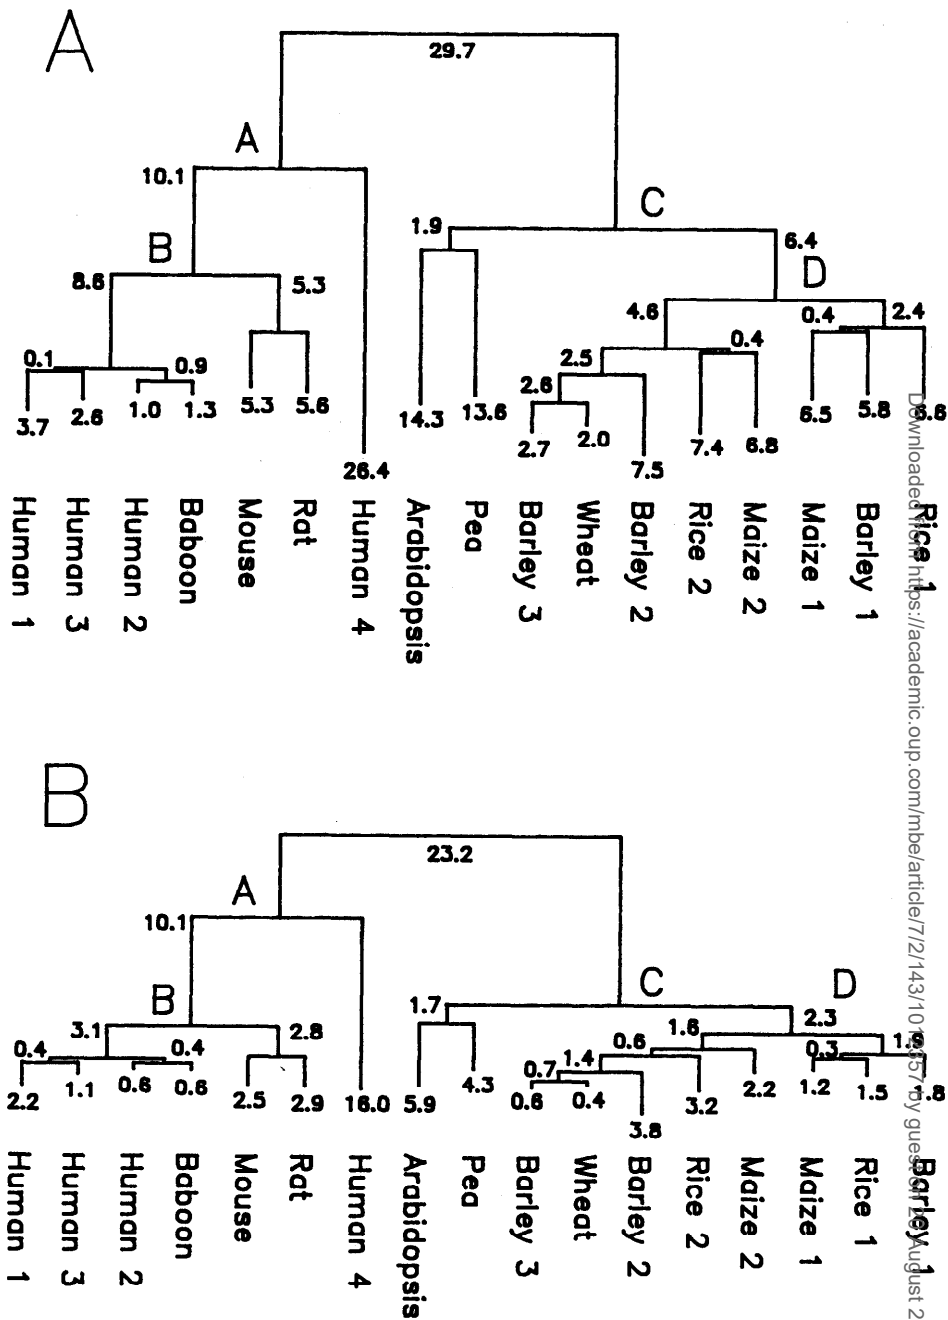 A
29.7
A
10.1
C
1.9
B
6.4
D
8.6
5.3
4.6
0.4
2.4
0.4
0.1
0.9
2.5
2.6
3.7
2.6
1.0
1.3
5.3
5.6
14.3
13.6
2.7
2.0
7.5
7.4
6.8
6.5
5.8
26.4
Human 1
Human 3
Human 2
Baboon
Mouse
Rat
Human 4
Arabidopsis
Pea
Barley 3
Wheat
Barley 2
Rice 2
Maize 2
Maize 1
Barley 1
Rice 1
B
23.2
A
10.1
C
D
1.7
2.3
B
3.1
2.8
1.6
0.4
0.4
0.6
0.3
1.4
0.7
2.2
1.1
0.6
0.6
2.5
2.9
16.0
5.9
4.3
0.6
0.4
3.8
3.2
2.2
1.2
1.5
1.8
Human 1
Human 3
Human 2
Baboon
Mouse
Rat
Human 4
Arabidopsis
Pea
Barley 3
Wheat
Barley 2
Rice 2
Maize 2
Maize 1
Rice 1
Barley 1
Downloaded from https://academic.oup.com/mbe/article/7/2/143/ by guest August 2